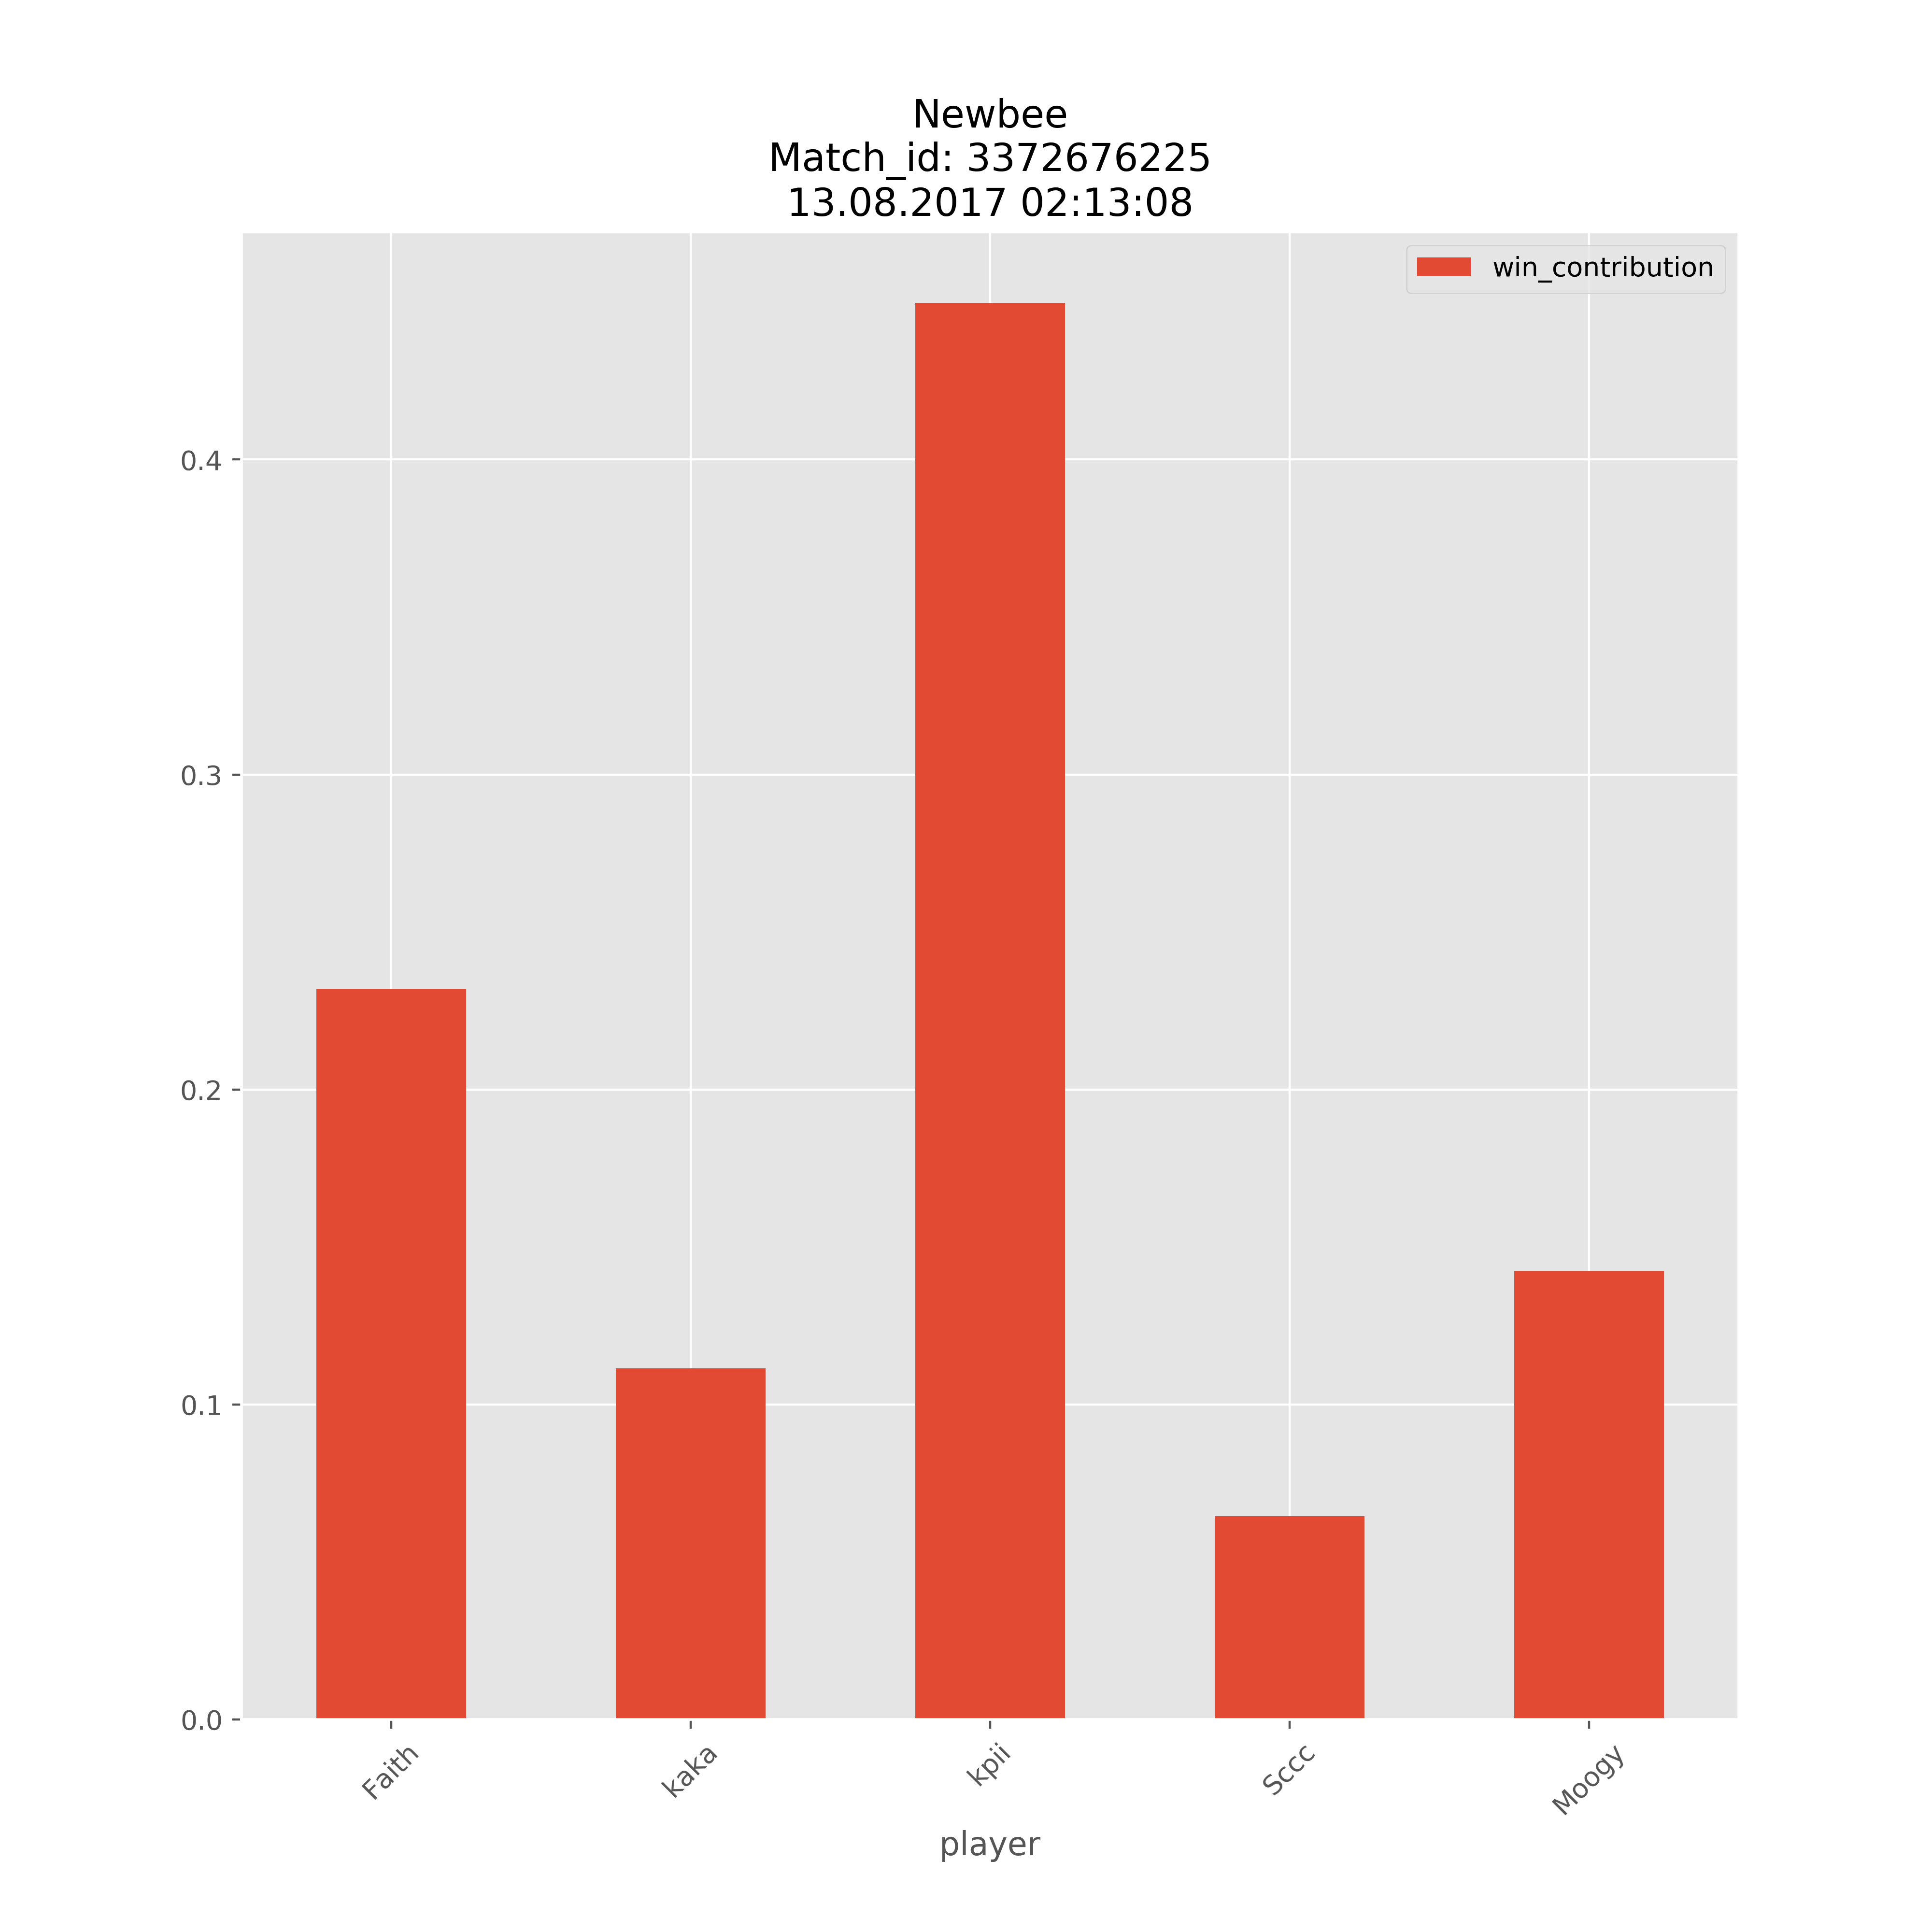 Newbee
Match_id: 3372676225
13.08.2017 02:13:08
win_contribution
0.4
0.3
0.2
0.1
0.0
Faith
kaka
kpii
Sccc
Moogy
player